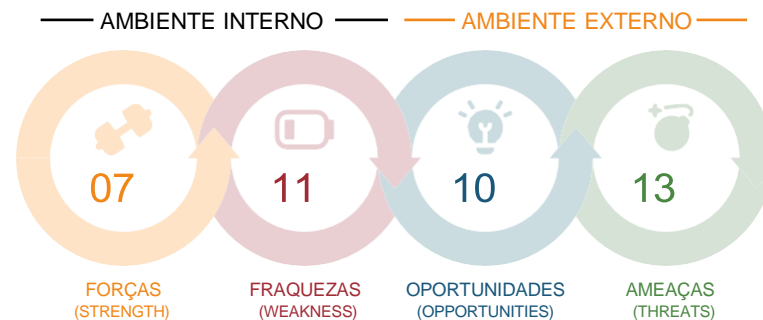 AMBIENTE INTERNO
AMBIENTE EXTERNO
07
11
10
13
FORÇAS
(STRENGTH)
FRAQUEZAS
(WEAKNESS)
OPORTUNIDADES
(OPPORTUNITIES)
AMEAÇAS
(THREATS)